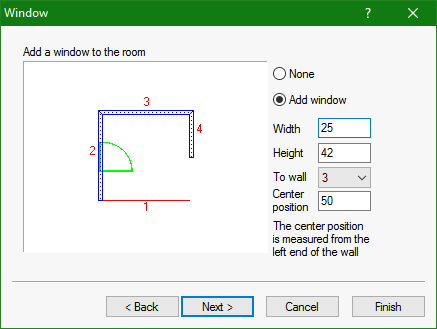 Window
?
Add a window to the room
None
Add window
Width 25
Height 42
To wall 3
Center
position 50
The center position
is measured from the
left end of the wall
3
4
2
1
< Back Next > Cancel Finish